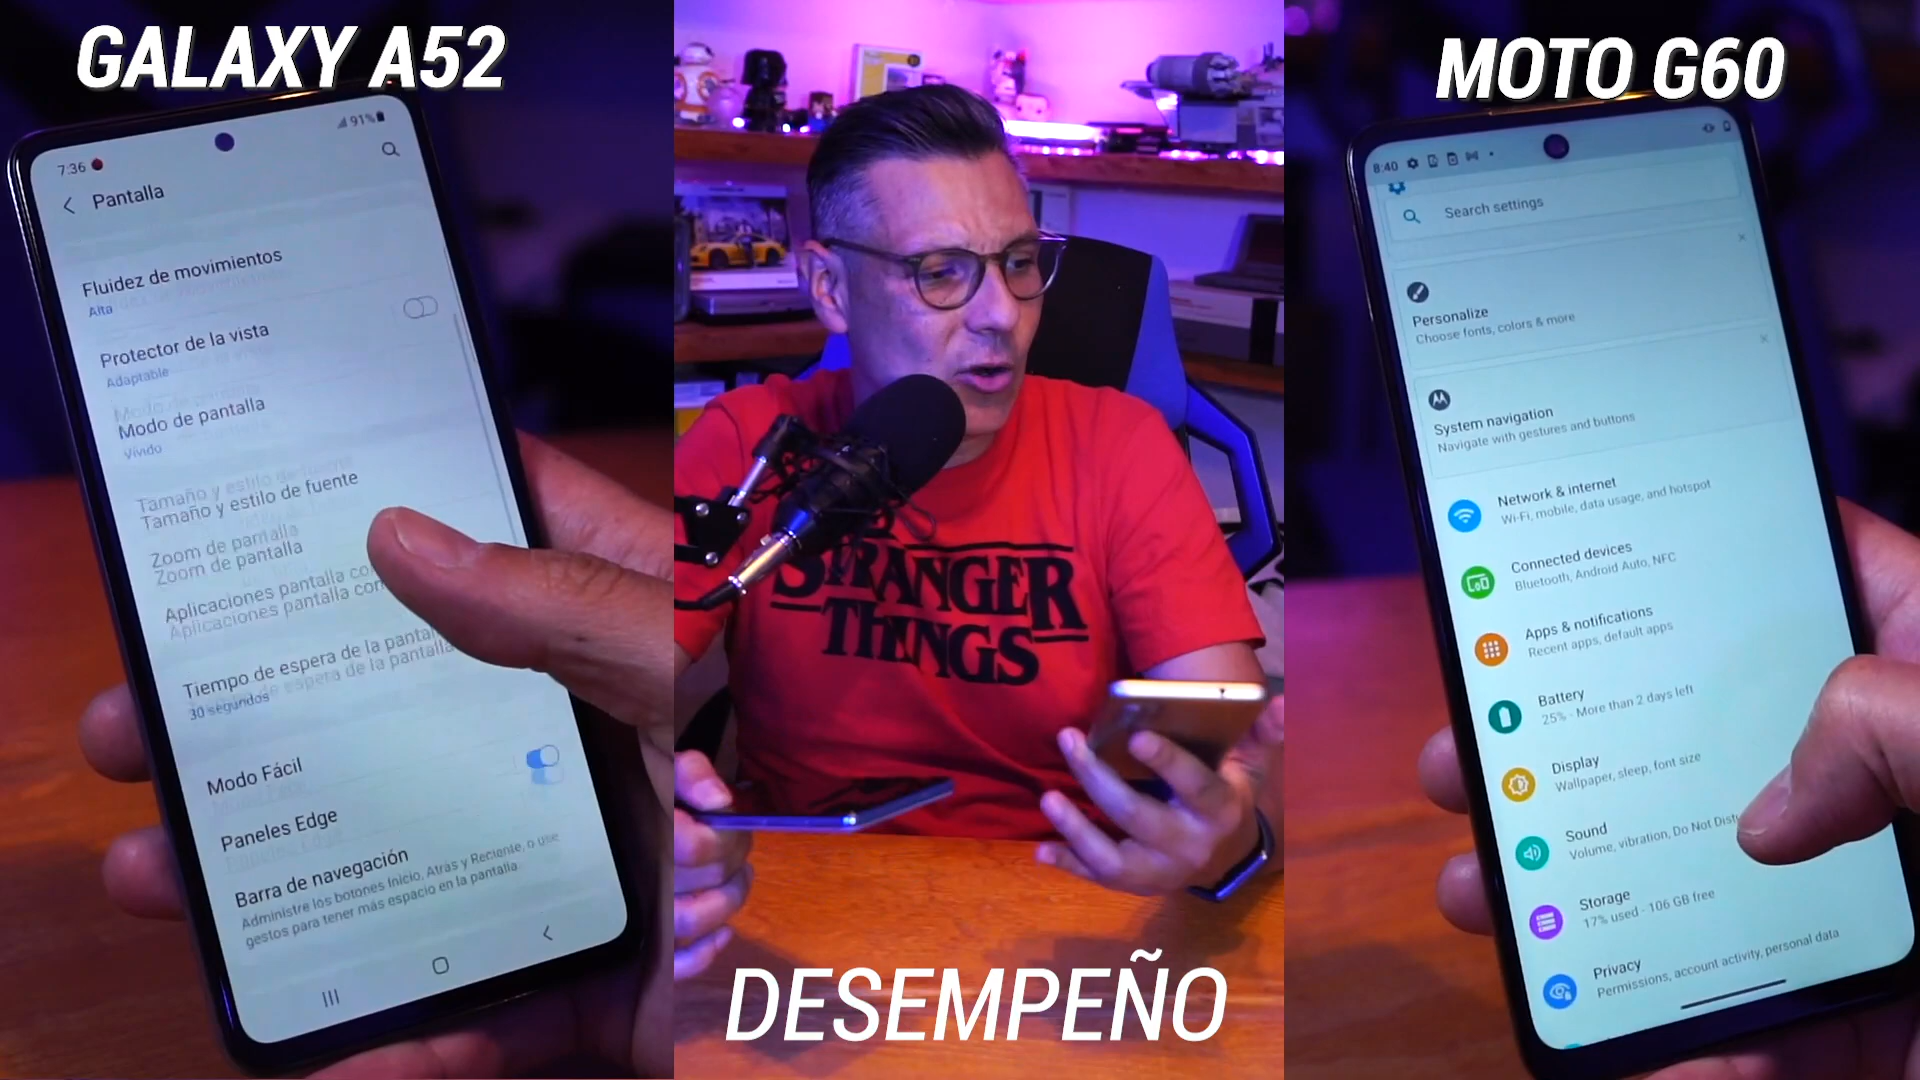 GALAXY A52
7:36
91%
Pantalla
Fluidez de movimientos
Alta
Protector de la vista
Adaptable
Modo de pantalla
Vívido
Tamaño y estilo de fuente
Zoom de pantalla
Aplicaciones pantalla co
Tiempo de espera de la pantalla
30 segundos
Modo Fácil
Paneles Edge
Barra de navegación
Administre los botones Inicio, Atrás y Reciente, o use
gestos para tener más espacio en la pantalla.
STRANGER
THINGS
DESEMPEÑO
MOTO G60
8:40
Search settings
Personalize
Choose fonts, colors & more
System navigation
Navigate with gestures and buttons
Network & internet
Wi-Fi, mobile, data usage, and hotspot
Connected devices
Bluetooth, Android Auto, NFC
Apps & notifications
Recent apps, default apps
Battery
25% - More than 2 days left
Display
Wallpaper, sleep, font size
Sound
Volume, vibration, Do Not Distu
Storage
17% used - 106 GB free
Privacy
Permissions, account activity, personal data